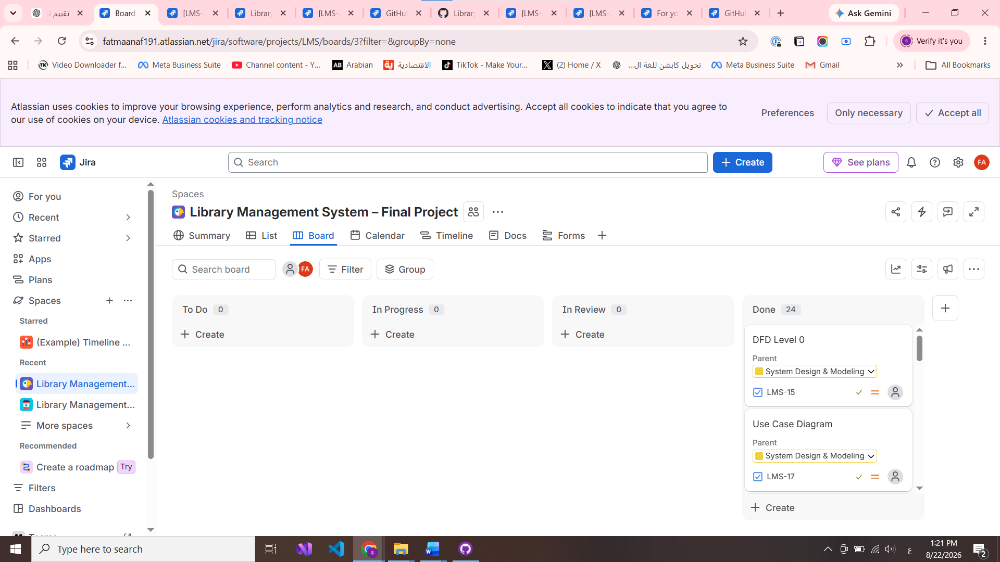 تقييم تـ
Board
[LMS-
Library
[LMS-2
GitHub
Library
[LMS-
[LMS-2
For yo
GitHub
Ask Gemini
fatmaanaf191.atlassian.net/jira/software/projects/LMS/boards/3?filter=&groupBy=none
Verify it's you
Video Downloader f...
Meta Business Suite
Channel content - Y...
Arabian
الاقتصادية
TikTok - Make Your...
(2) Home / X
تحويل كابشن للغة ال...
Meta Business Suite
Gmail
All Bookmarks
Atlassian uses cookies to improve your browsing experience, perform analytics and research, and conduct advertising. Accept all cookies to indicate that you agree to
our use of cookies on your device. Atlassian cookies and tracking notice
Preferences
Only necessary
Accept all
Jira
Search
Create
See plans
FA
For you
Recent
Starred
Apps
Plans
Spaces
Starred
(Example) Timeline ...
Recent
Library Management...
Library Management...
More spaces
Recommended
Create a roadmap
Try
Filters
Dashboards
Teams
Spaces
Library Management System – Final Project
Summary
List
Board
Calendar
Timeline
Docs
Forms
Search board
FA
Filter
Group
To Do 0
Create
In Progress 0
Create
In Review 0
Create
Done 24
DFD Level 0
Parent
System Design & Modeling
LMS-15
Use Case Diagram
Parent
System Design & Modeling
LMS-17
Create
Type here to search
ع
1:21 PM
8/22/2026
2